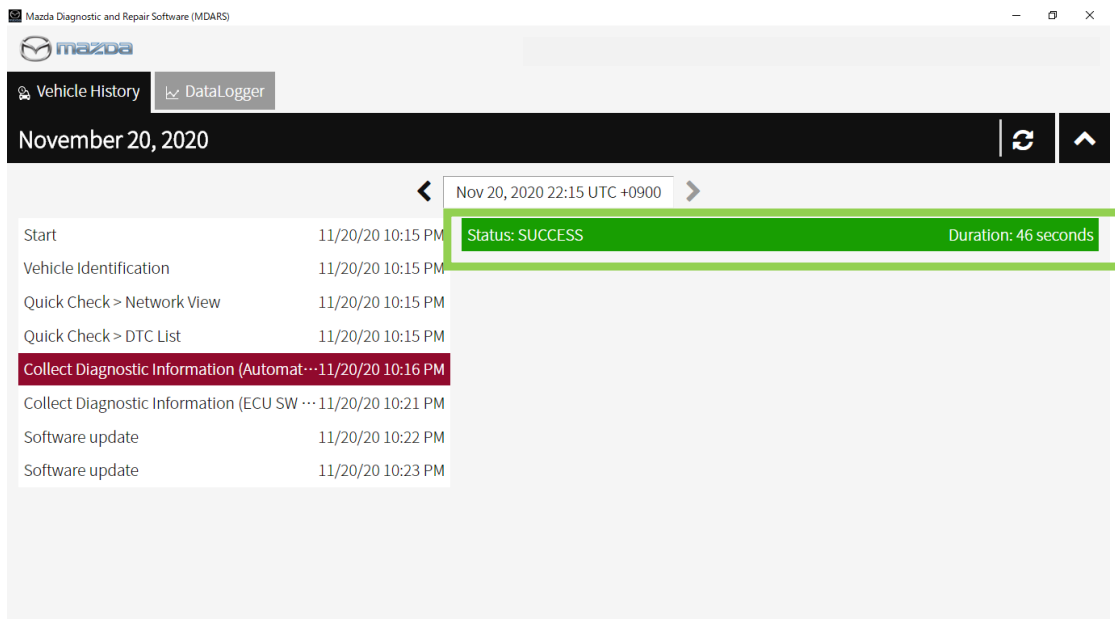 Mazda Diagnostic and Repair Software (MDARS)
mazda
Vehicle History
DataLogger
November 20, 2020
Nov 20, 2020 22:15 UTC +0900
Start 11/20/20 10:15 PM
Status: SUCCESS Duration: 46 seconds
Vehicle Identification 11/20/20 10:15 PM
Quick Check > Network View 11/20/20 10:15 PM
Quick Check > DTC List 11/20/20 10:15 PM
Collect Diagnostic Information (Automat⋯11/20/20 10:16 PM
Collect Diagnostic Information (ECU SW ⋯11/20/20 10:21 PM
Software update 11/20/20 10:22 PM
Software update 11/20/20 10:23 PM